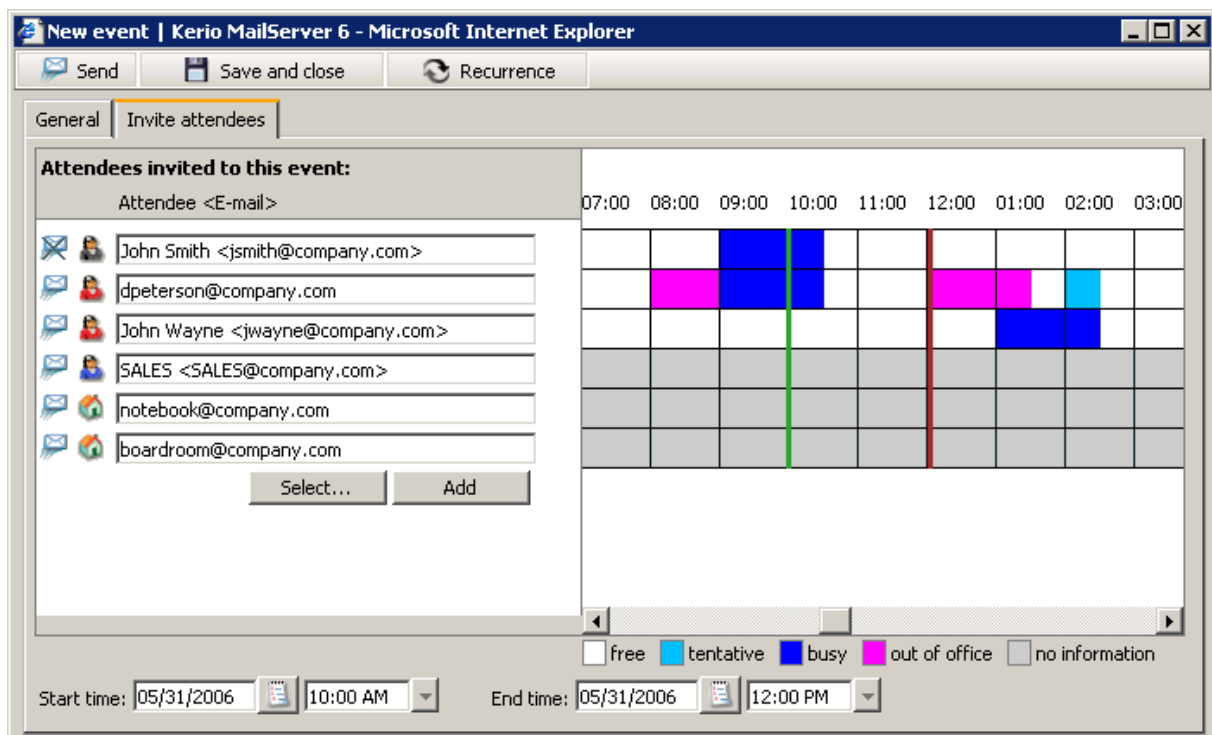 New event | Kerio MailServer 6 - Microsoft Internet Explorer
Send Save and close Recurrence
General Invite attendees
Attendees invited to this event:
Attendee <E-mail> 07:00 08:00 09:00 10:00 11:00 12:00 01:00 02:00 03:00
John Smith <jsmith@company.com>
dpeterson@company.com
John Wayne <jwayne@company.com>
SALES <SALES@company.com>
notebook@company.com
boardroom@company.com
Select... Add
free tentative busy out of office no information
Start time: 05/31/2006 10:00 AM End time: 05/31/2006 12:00 PM